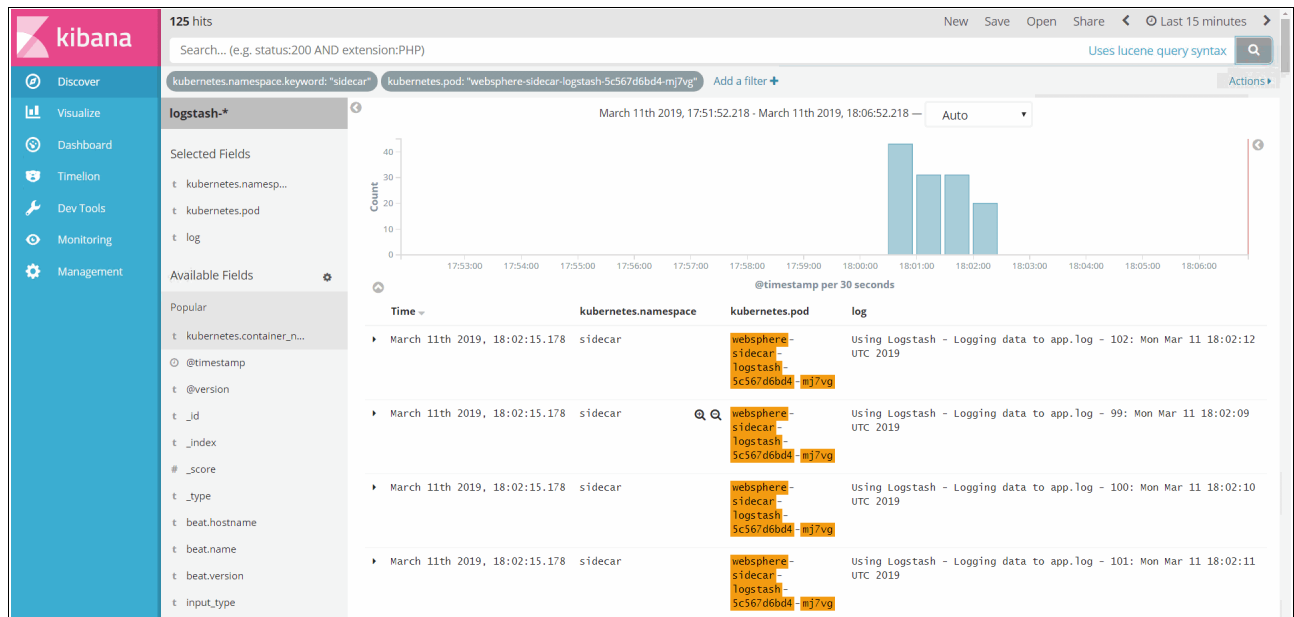 kibana
Discover
Visualize
Dashboard
Timelion
Dev Tools
Monitoring
Management
125 hits
New Save Open Share Last 15 minutes
Search... (e.g. status:200 AND extension:PHP) Uses lucene query syntax
kubernetes.namespace.keyword: "sidecar" kubernetes.pod: "websphere-sidecar-logstash-5c567d6bd4-mj7vg" Add a filter + Actions
logstash-*
Selected Fields
t kubernetes.namesp...
t kubernetes.pod
t log
Available Fields
Popular
t kubernetes.container_n...
@timestamp
t @version
t _id
t _index
# _score
t _type
t beat.hostname
t beat.name
t beat.version
t input_type
March 11th 2019, 17:51:52.218 - March 11th 2019, 18:06:52.218 — Auto
Count
40
30
20
10
0
17:53:00 17:54:00 17:55:00 17:56:00 17:57:00 17:58:00 17:59:00 18:00:00 18:01:00 18:02:00 18:03:00 18:04:00 18:05:00 18:06:00
@timestamp per 30 seconds
Time kubernetes.namespace kubernetes.pod log
March 11th 2019, 18:02:15.178 sidecar websphere- Using Logstash - Logging data to app.log - 102: Mon Mar 11 18:02:12
sidecar- UTC 2019
logstash-
5c567d6bd4-mj7vg
March 11th 2019, 18:02:15.178 sidecar websphere- Using Logstash - Logging data to app.log - 99: Mon Mar 11 18:02:09
sidecar- UTC 2019
logstash-
5c567d6bd4-mj7vg
March 11th 2019, 18:02:15.178 sidecar websphere- Using Logstash - Logging data to app.log - 100: Mon Mar 11 18:02:10
sidecar- UTC 2019
logstash-
5c567d6bd4-mj7vg
March 11th 2019, 18:02:15.178 sidecar websphere- Using Logstash - Logging data to app.log - 101: Mon Mar 11 18:02:11
sidecar- UTC 2019
logstash-
5c567d6bd4-mj7vg